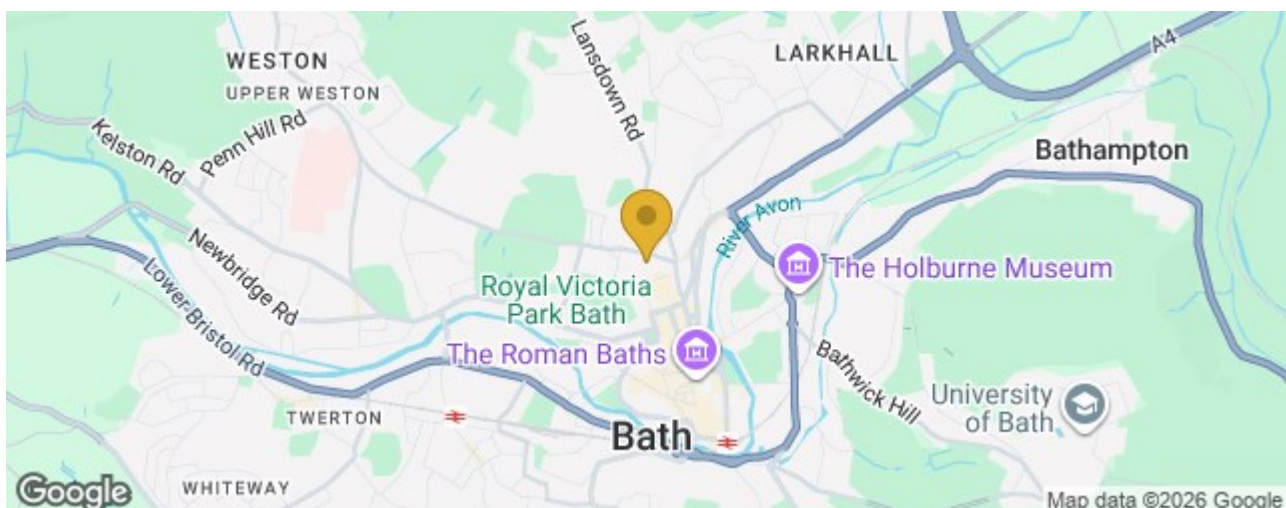 Lansdown Rd
LARKHALL
A4
WESTON
UPPER WESTON
Kelston Rd
Penn Hill Rd
Bathampton
River Avon
Newbridge Rd
Lower Bristol Rd
Royal Victoria
Park Bath
The Holburne Museum
The Roman Baths
Bathwick Hill
University
of Bath
TWERTON
Bath
WHITEWAY
Google
Map data ©2026 Google